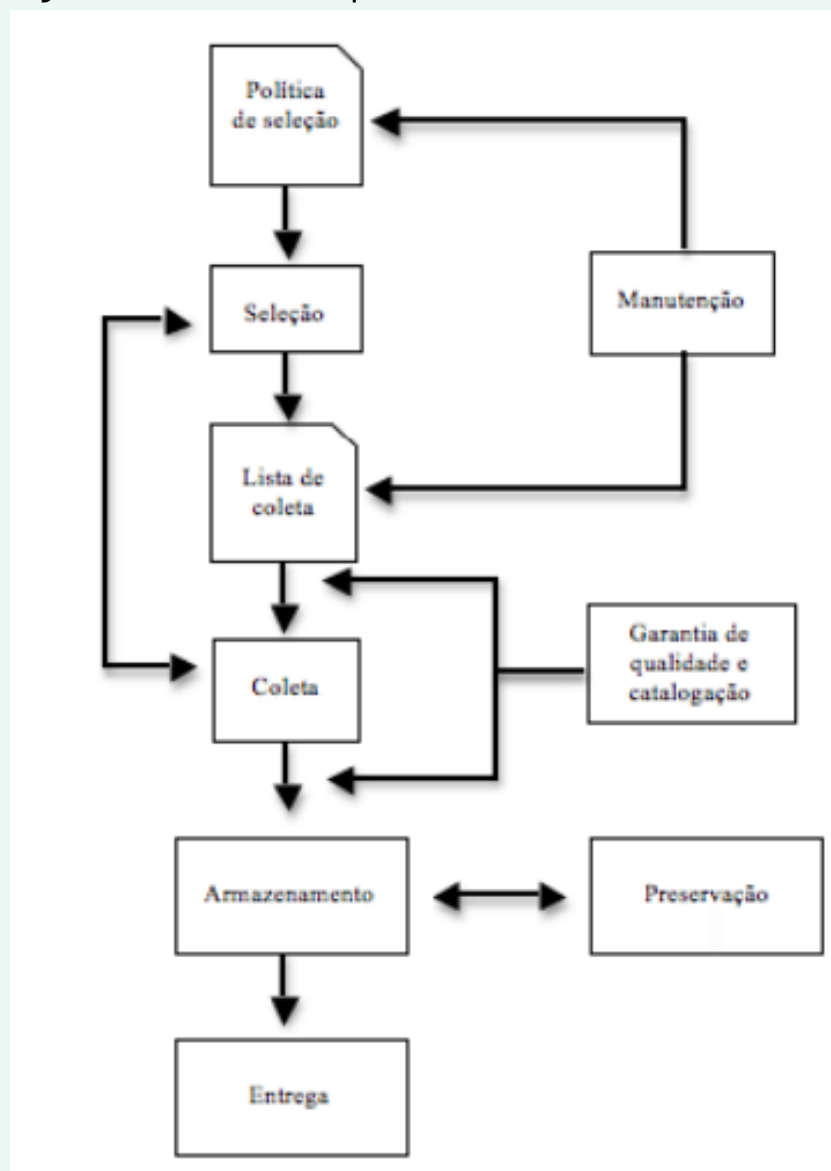 Política
de seleção
Seleção
Manutenção
Lista de
coleta
Garantia de
qualidade e
catalogação
Coleta
Armazenamento
Preservação
Entrega